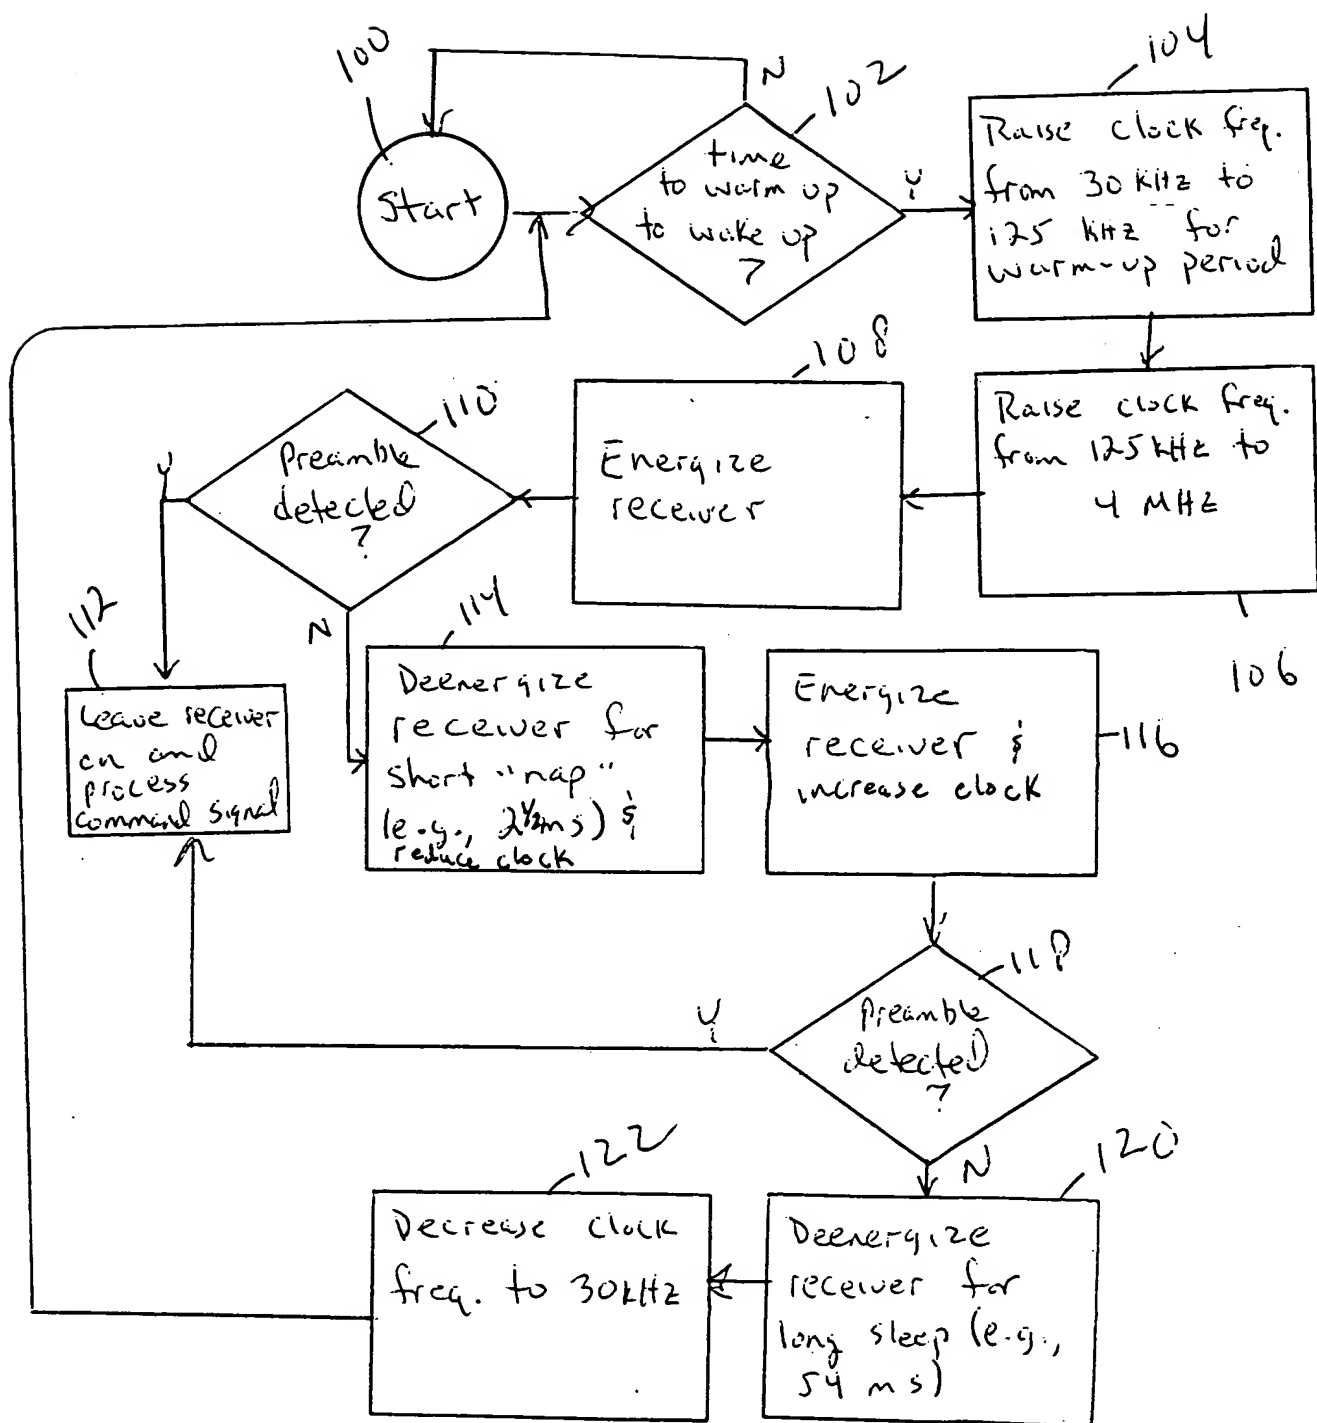 100
Start
N
102
time
to warm up
to wake up
?
Y
104
Raise clock freq.
from 30 kHz to
125 kHz for
warm-up period
Raise clock freq.
from 125 kHz to
4 MHz
106
108
Energize
receiver
110
Preamble
detected
?
Y
N
112
Leave receiver
on and
process
command signal
114
Deenergize
receiver for
short "nap"
(e.g., 2½ms) &
reduce clock
Energize
receiver &
increase clock
116
118
Preamble
detected
?
Y
N
120
Deenergize
receiver for
long sleep (e.g.,
54 ms)
122
Decrease clock
freq. to 30kHz